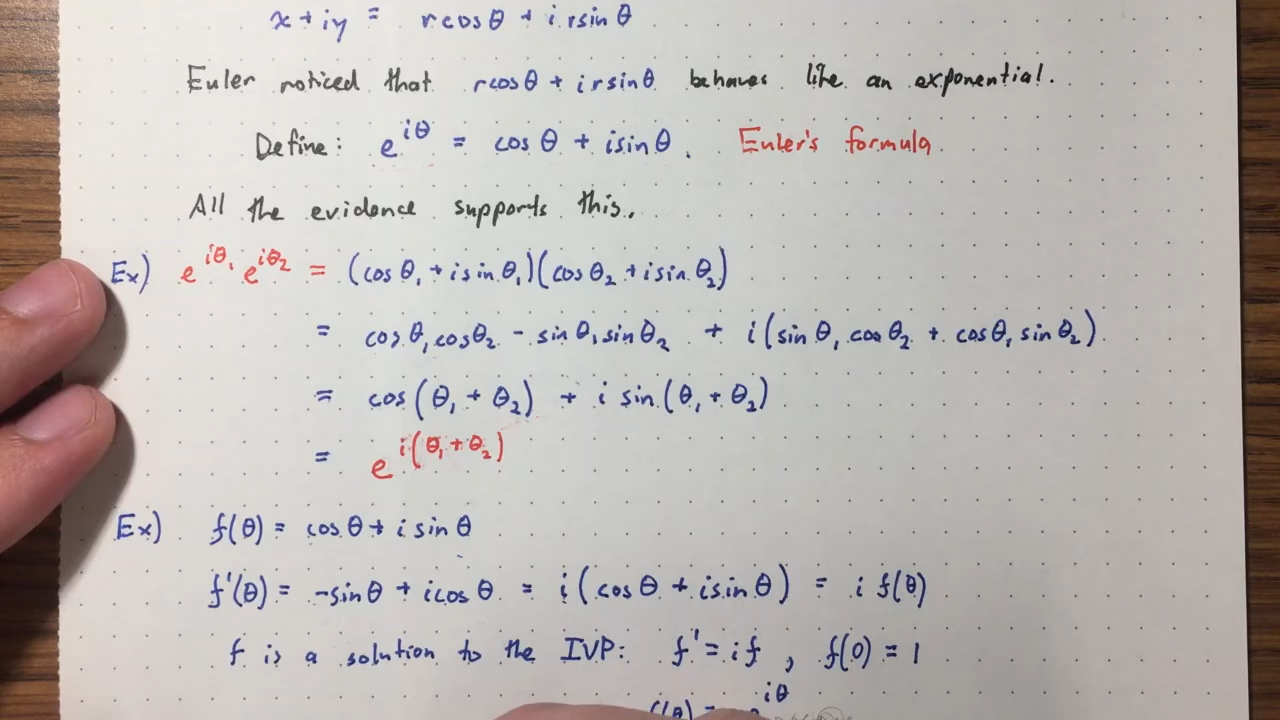 x + iy = r cos θ + i r sin θ
Euler noticed that r cos θ + i r sin θ behaves like an exponential.
Define: e^{iθ} = cos θ + i sin θ. Euler's formula.
All the evidence supports this.
Ex) e^{iθ₁} e^{iθ₂} = (cos θ₁ + i sin θ₁)(cos θ₂ + i sin θ₂)
= cos θ₁ cos θ₂ - sin θ₁ sin θ₂ + i(sin θ₁ cos θ₂ + cos θ₁ sin θ₂).
= cos(θ₁ + θ₂) + i sin(θ₁ + θ₂)
= e^{i(θ₁ + θ₂)}
Ex) f(θ) = cos θ + i sin θ
f'(θ) = -sin θ + i cos θ = i(cos θ + i sin θ) = i f(θ)
f is a solution to the IVP: f' = if, f(0) = 1